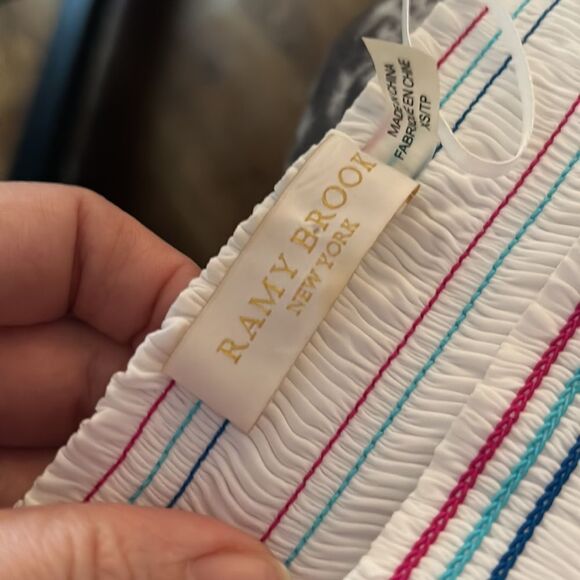 RAMY BROOK
NEW YORK
MADE IN CHINA
FABRIQUÉ EN CHINE
XS/TP